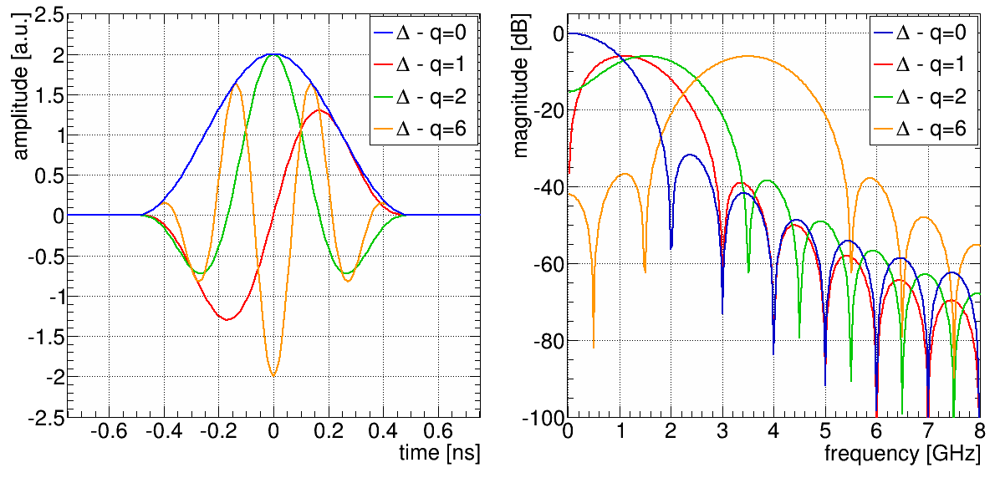 amplitude [a.u.]
2.5
2
1.5
1
0.5
0
-0.5
-1
-1.5
-2
-2.5
-0.6
-0.4
-0.2
0
0.2
0.4
0.6
time [ns]
Δ - q=0
Δ - q=1
Δ - q=2
Δ - q=6
magnitude [dB]
0
-20
-40
-60
-80
-100
0
1
2
3
4
5
6
7
8
frequency [GHz]
Δ - q=0
Δ - q=1
Δ - q=2
Δ - q=6